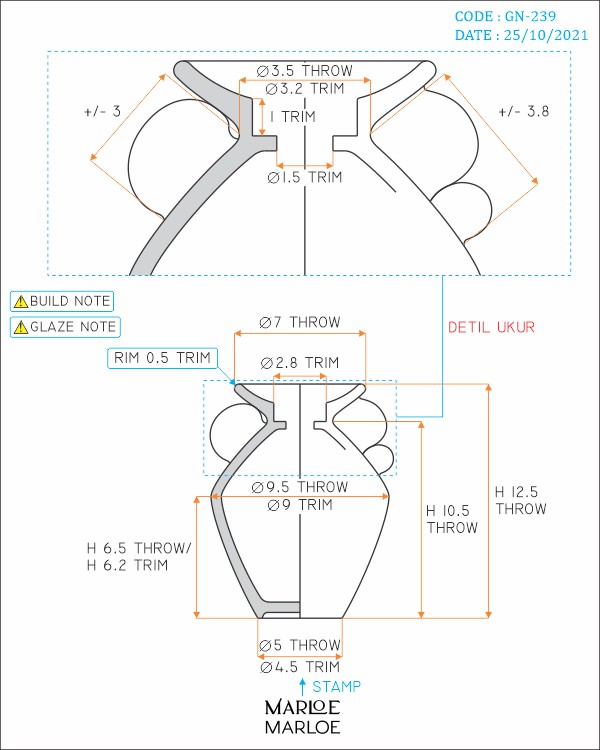 CODE : GN-239
DATE : 25/10/2021
Ø3.5 THROW
Ø3.2 TRIM
1 TRIM
+/- 3
+/- 3.8
Ø1.5 TRIM
BUILD NOTE
GLAZE NOTE
Ø7 THROW
DETIL UKUR
RIM 0.5 TRIM
Ø2.8 TRIM
Ø9.5 THROW
Ø9 TRIM
H 10.5
THROW
H 12.5
THROW
H 6.5 THROW/
H 6.2 TRIM
Ø5 THROW
Ø4.5 TRIM
STAMP
MARLOE
MARLOE